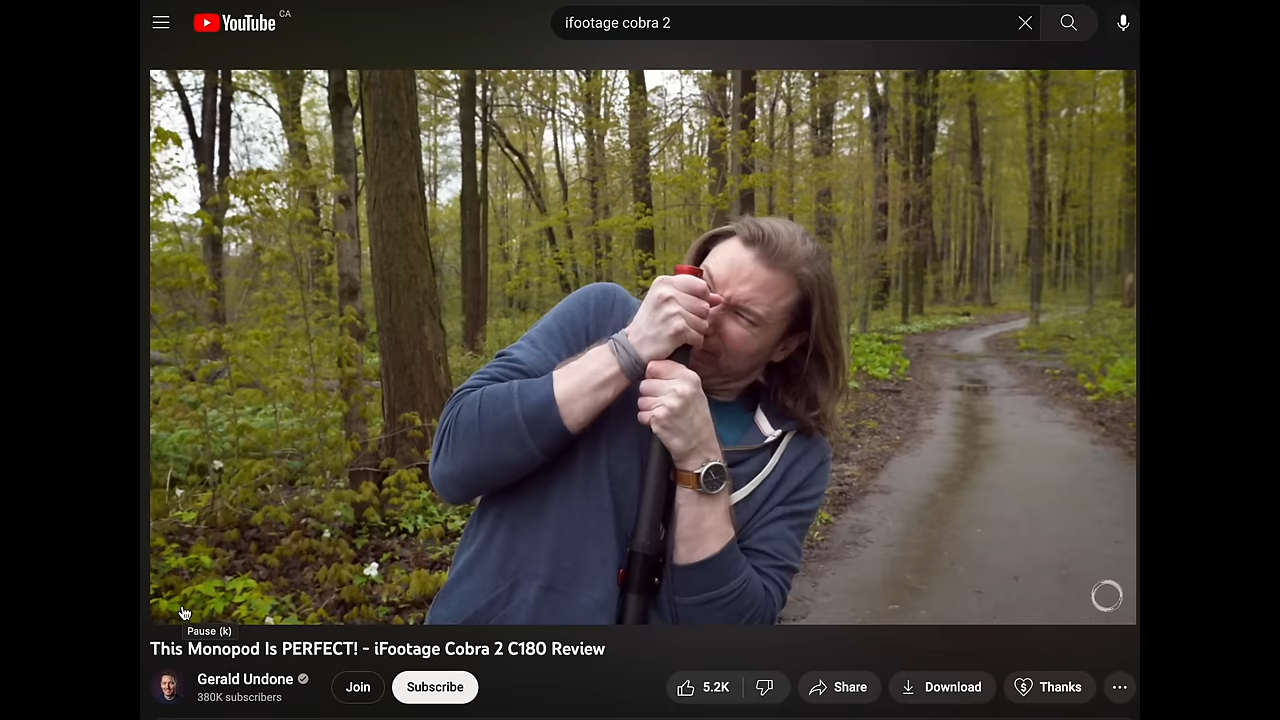 YouTube CA
ifootage cobra 2
Pause (k)
This Monopod Is PERFECT! - iFootage Cobra 2 C180 Review
Gerald Undone
380K subscribers
Join
Subscribe
5.2K
Share
Download
Thanks